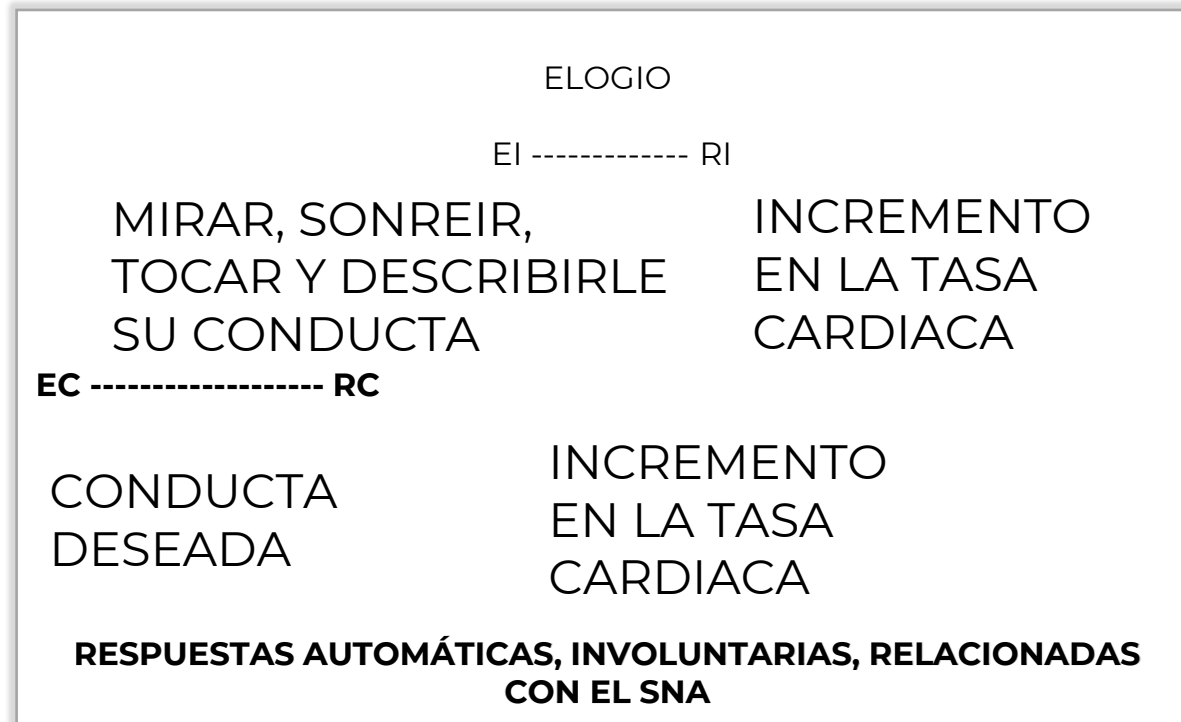 ELOGIO
EI ------------- RI
MIRAR, SONREIR,
TOCAR Y DESCRIBIRLE
SU CONDUCTA
INCREMENTO
EN LA TASA
CARDIACA
EC ------------------- RC
CONDUCTA
DESEADA
INCREMENTO
EN LA TASA
CARDIACA
RESPUESTAS AUTOMÁTICAS, INVOLUNTARIAS, RELACIONADAS
CON EL SNA